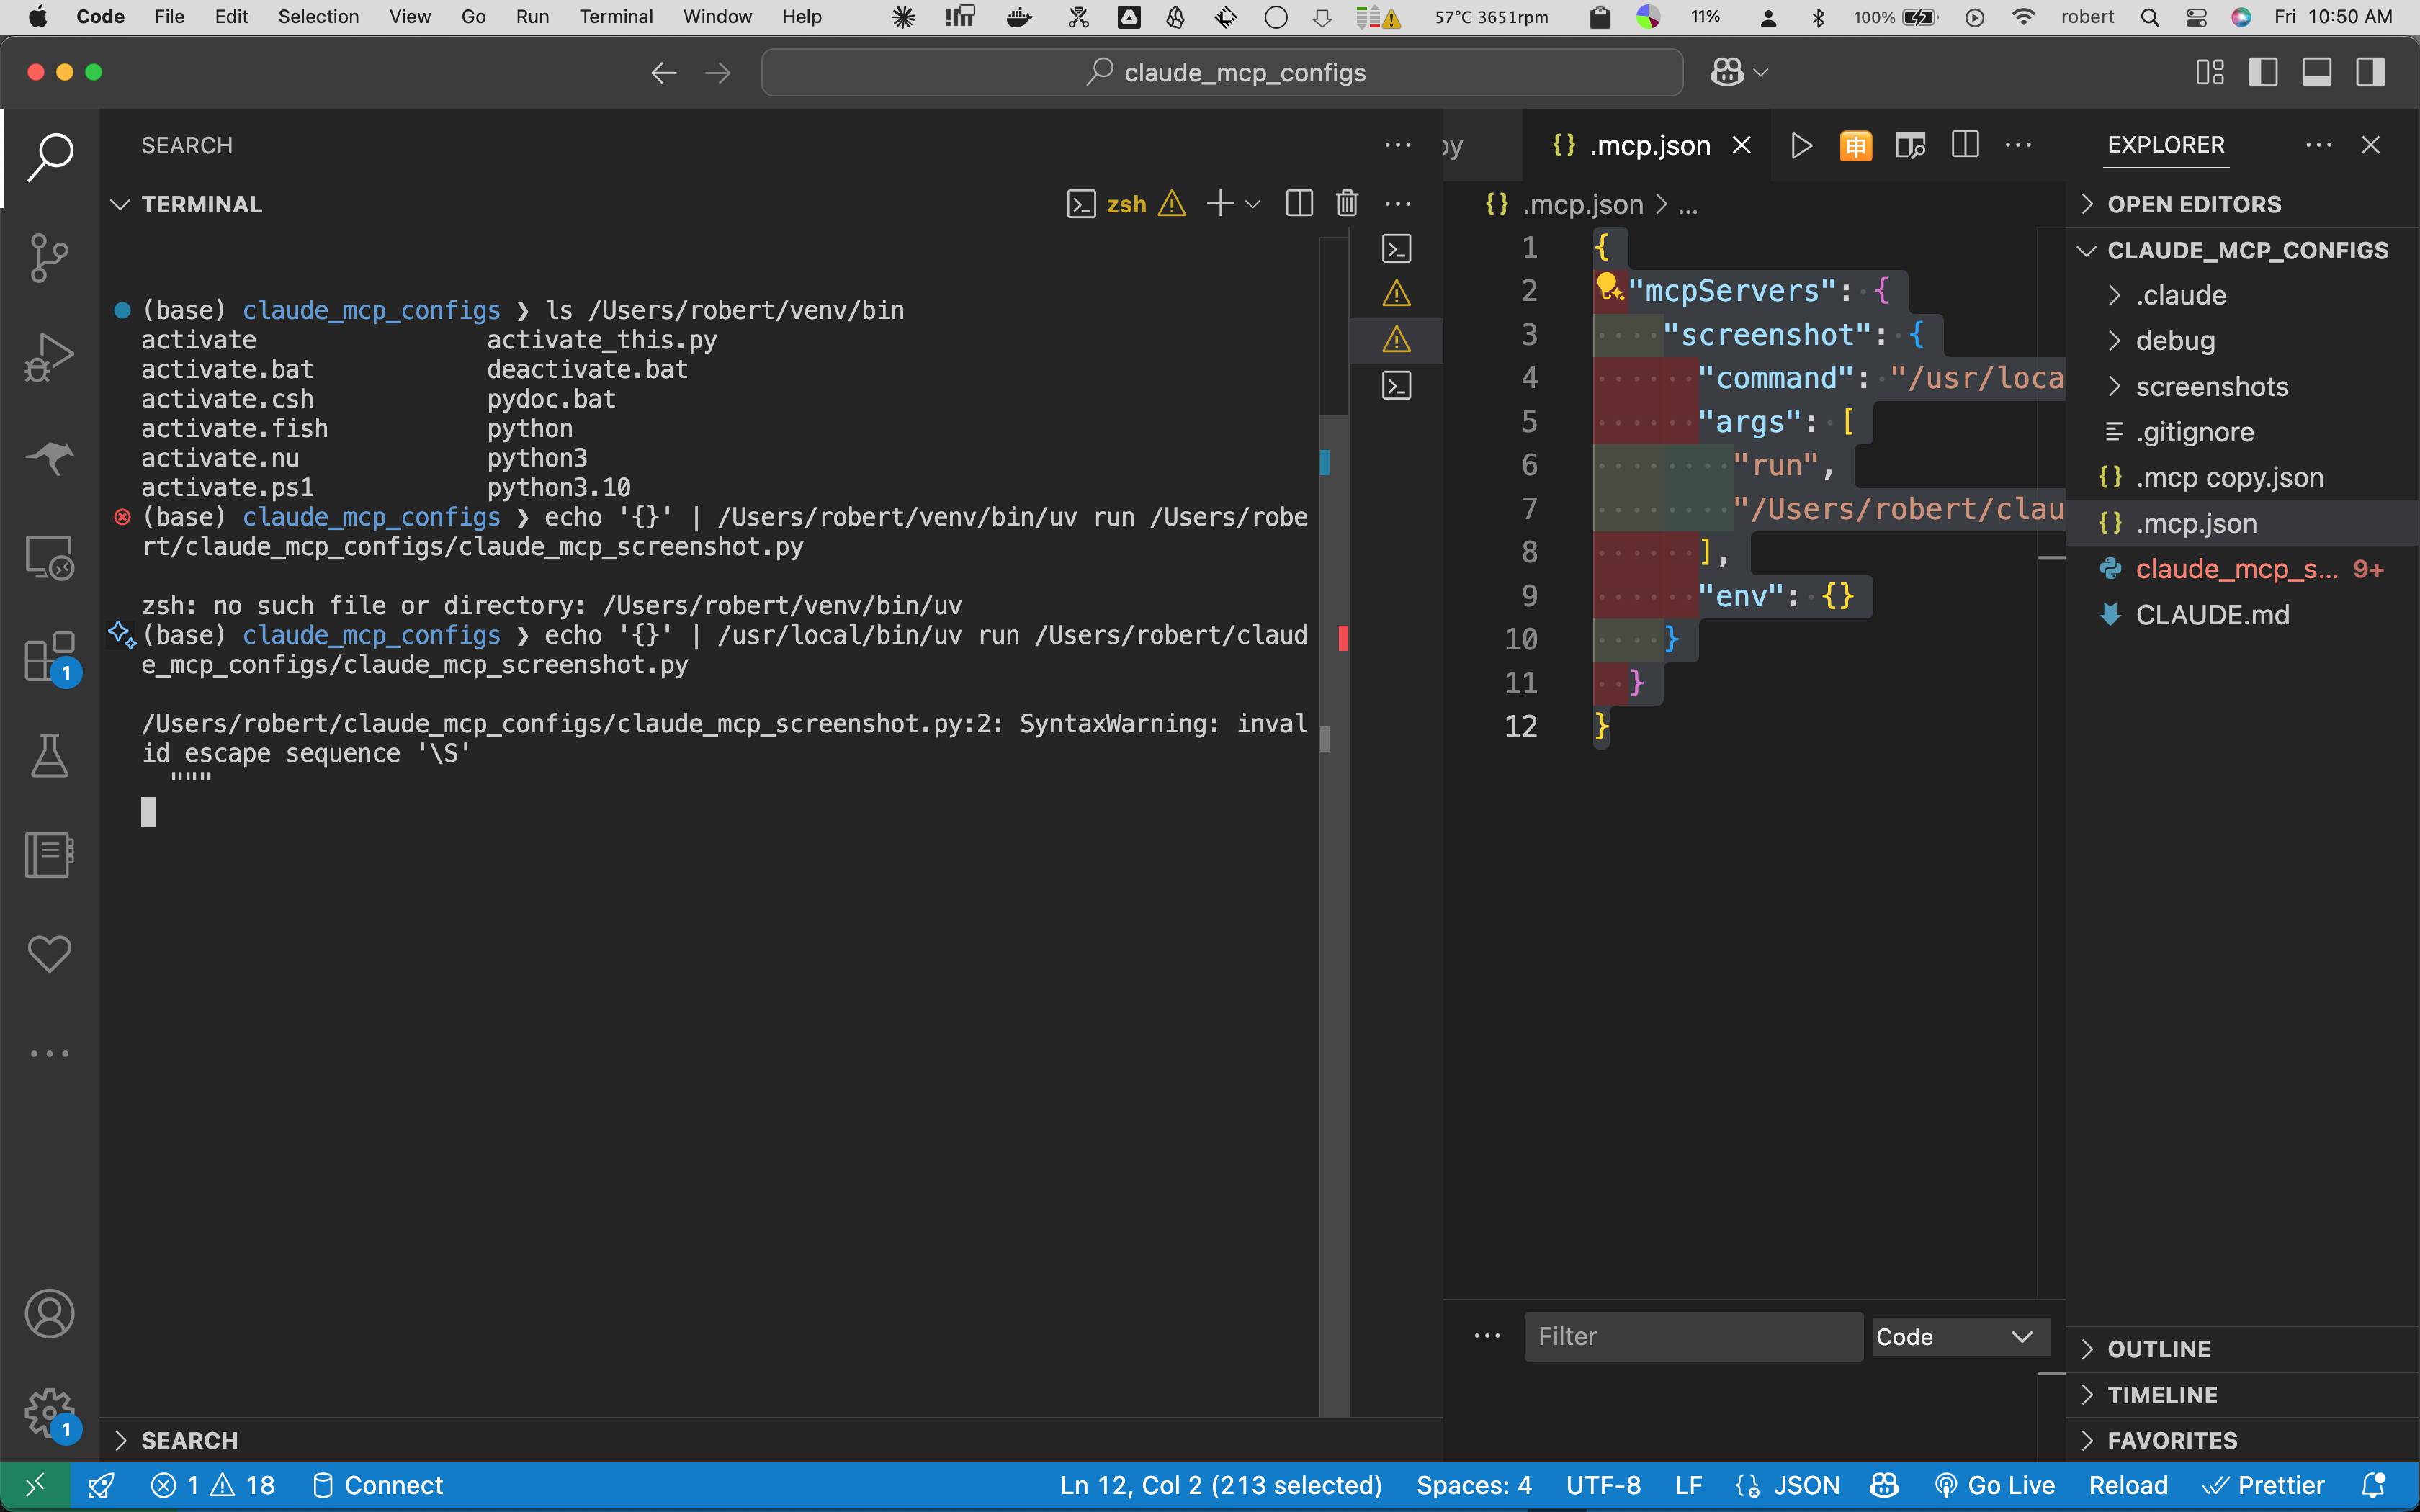 Code File Edit Selection View Go Run Terminal Window Help 57°C 3651rpm 11% 100% robert Fri 10:50 AM
claude_mcp_configs
SEARCH
TERMINAL
zsh
(base) claude_mcp_configs ❯ ls /Users/robert/venv/bin
activate activate_this.py
activate.bat deactivate.bat
activate.csh pydoc.bat
activate.fish python
activate.nu python3
activate.ps1 python3.10
(base) claude_mcp_configs ❯ echo '{}' | /Users/robert/venv/bin/uv run /Users/robe
rt/claude_mcp_configs/claude_mcp_screenshot.py
zsh: no such file or directory: /Users/robert/venv/bin/uv
(base) claude_mcp_configs ❯ echo '{}' | /usr/local/bin/uv run /Users/robert/claud
e_mcp_configs/claude_mcp_screenshot.py
/Users/robert/claude_mcp_configs/claude_mcp_screenshot.py:2: SyntaxWarning: inval
id escape sequence '\S'
"""
SEARCH
py
{} .mcp.json
申
{} .mcp.json > ...
1 {
2 "mcpServers": {
3 "screenshot": {
4 "command": "/usr/loca
5 "args": [
6 "run",
7 "/Users/robert/clau
8 ],
9 "env": {}
10 }
11 }
12 }
... Filter Code
EXPLORER
OPEN EDITORS
CLAUDE_MCP_CONFIGS
.claude
debug
screenshots
.gitignore
{} .mcp copy.json
{} .mcp.json
claude_mcp_s... 9+
CLAUDE.md
OUTLINE
TIMELINE
FAVORITES
1
1
1 18 Connect Ln 12, Col 2 (213 selected) Spaces: 4 UTF-8 LF JSON Go Live Reload Prettier